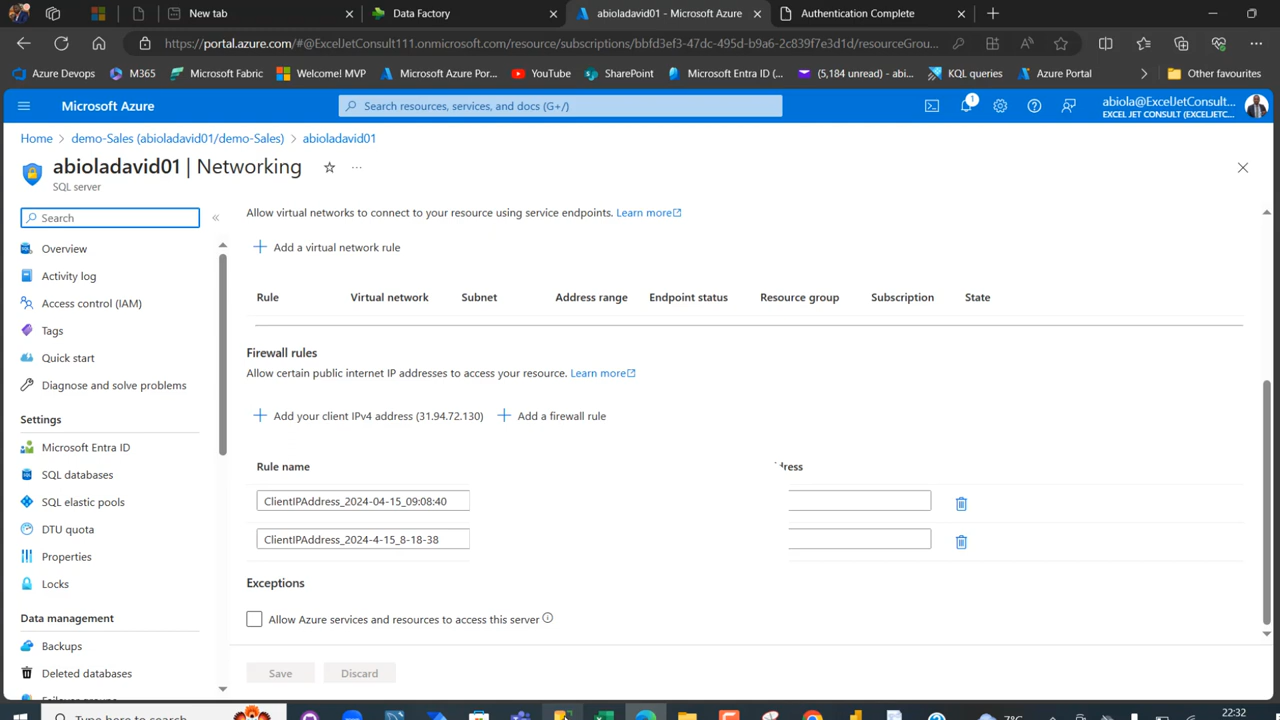 New tab
Data Factory
abioladavid01 - Microsoft Azure
Authentication Complete
https://portal.azure.com/#@ExcelJetConsult111.onmicrosoft.com/resource/subscriptions/bbfd3ef3-47dc-495d-b9a6-2c839f7e3d1d/resourceGrou...
Azure Devops
M365
Microsoft Fabric
Welcome! MVP
Microsoft Azure Por...
YouTube
SharePoint
Microsoft Entra ID (...
(5,184 unread) - abi...
KQL queries
Azure Portal
Other favourites
Microsoft Azure
Search resources, services, and docs (G+/)
1
abiola@ExcelJetConsult....
EXCEL JET CONSULT (EXCELJETC...
Home > demo-Sales (abioladavid01/demo-Sales) > abioladavid01
abioladavid01 | Networking
SQL server
Search
Overview
Activity log
Access control (IAM)
Tags
Quick start
Diagnose and solve problems
Settings
Microsoft Entra ID
SQL databases
SQL elastic pools
DTU quota
Properties
Locks
Data management
Backups
Deleted databases
Allow virtual networks to connect to your resource using service endpoints. Learn more
+ Add a virtual network rule
Rule Virtual network Subnet Address range Endpoint status Resource group Subscription State
Firewall rules
Allow certain public internet IP addresses to access your resource. Learn more
+ Add your client IPv4 address (31.94.72.130) + Add a firewall rule
Rule name
ClientIPAddress_2024-04-15_09:08:40
ClientIPAddress_2024-4-15_8-18-38
Exceptions
Allow Azure services and resources to access this server
Save Discard
Type here to search
22:32